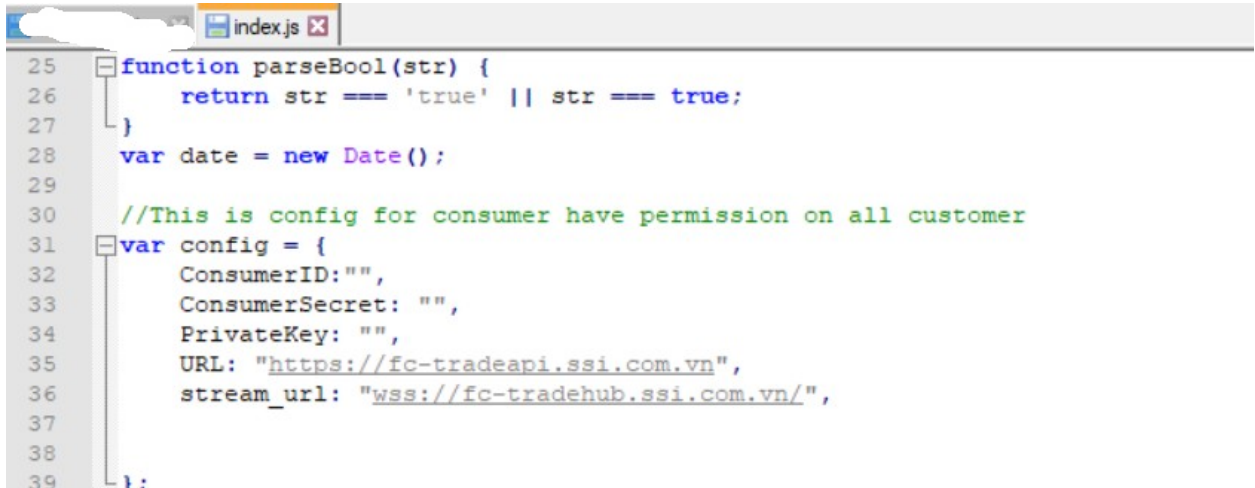 index.js
25 function parseBool(str) {
26 return str === 'true' || str === true;
27 }
28 var date = new Date();
29
30 //This is config for consumer have permission on all customer
31 var config = {
32 ConsumerID:"",
33 ConsumerSecret: "",
34 PrivateKey: "",
35 URL: "https://fc-tradeapi.ssi.com.vn",
36 stream_url: "wss://fc-tradehub.ssi.com.vn/",
37
38
39 };